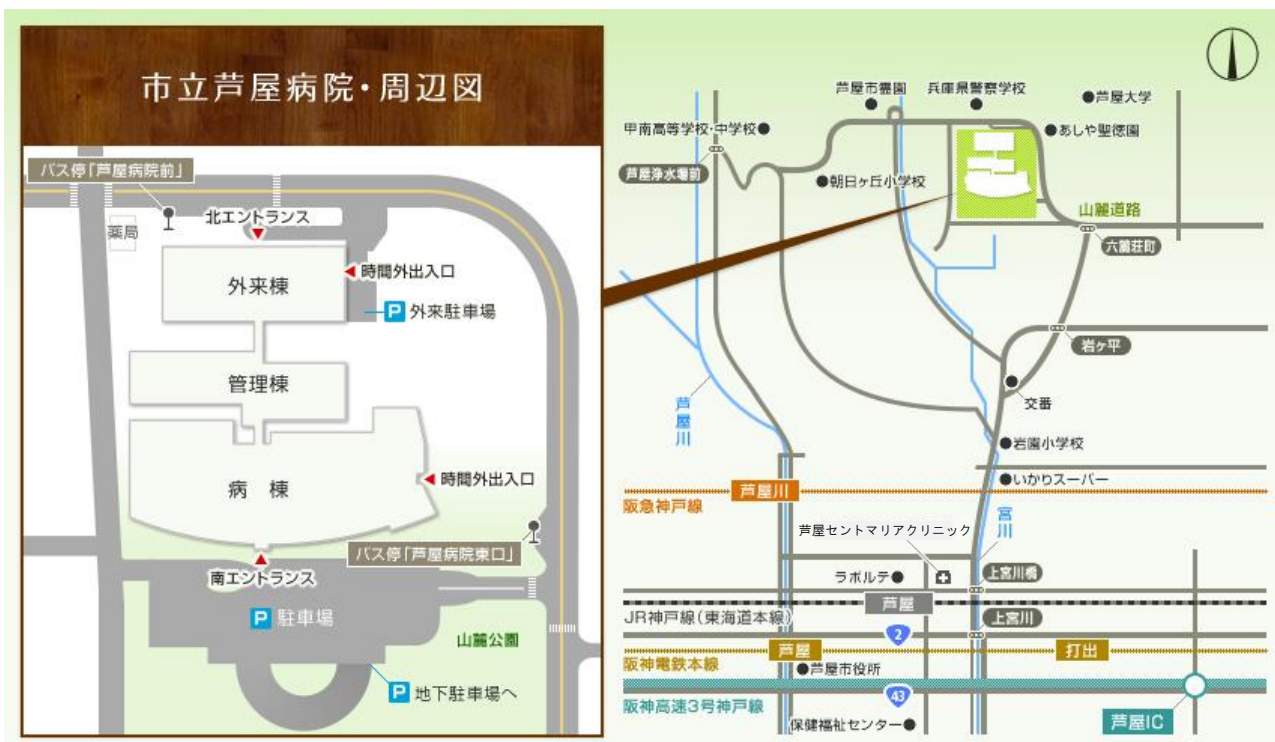 市立芦屋病院・周辺図
バス停「芦屋病院前」
薬局
北エントランス
外来棟
時間外出入口
P 外来駐車場
管理棟
病 棟
時間外出入口
バス停「芦屋病院東口」
南エントランス
P 駐車場
山麓公園
P 地下駐車場へ
芦屋市霊園
兵庫県警察学校
芦屋大学
甲南高等学校・中学校
あしや聖徳園
芦屋浄水場前
朝日ヶ丘小学校
山麓道路
六麓荘町
岩ヶ平
交番
芦屋川
岩園小学校
いかりスーパー
芦屋川
阪急神戸線
宮川
芦屋セントマリアクリニック
ラポルテ
上宮川橋
芦屋
JR神戸線(東海道本線)
上宮川
2
芦屋
打出
阪神電鉄本線
芦屋市役所
43
阪神高速3号神戸線
保健福祉センター
芦屋IC